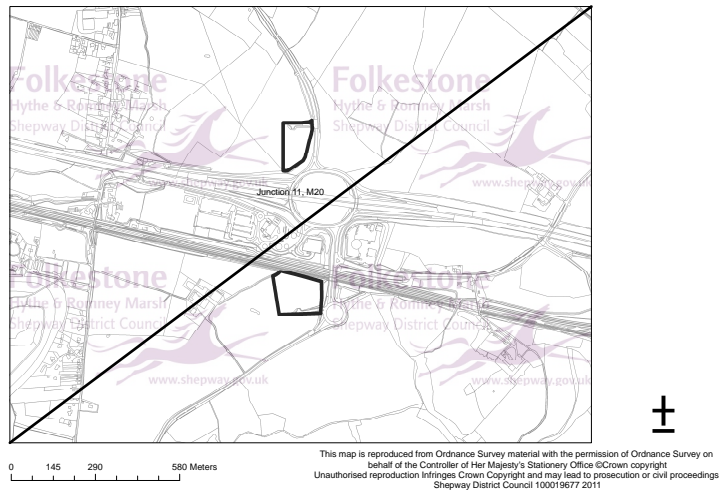 Folkestone
Hythe & Romney Marsh
Shepway District Council
www.shepway.gov.uk
Folkestone
Hythe & Romney Marsh
Shepway District Council
www.shepway.gov.uk
Junction 11, M20
Folkestone
Hythe & Romney Marsh
Shepway District Council
www.shepway.gov.uk
Folkestone
Hythe & Romney Marsh
Shepway District Council
www.shepway.gov.uk
0 145 290 580 Meters
This map is reproduced from Ordnance Survey material with the permission of Ordnance Survey on
behalf of the Controller of Her Majesty's Stationery Office ©Crown copyright
Unauthorised reproduction Infringes Crown Copyright and may lead to prosecution or civil proceedings
Shepway District Council 100019677 2011